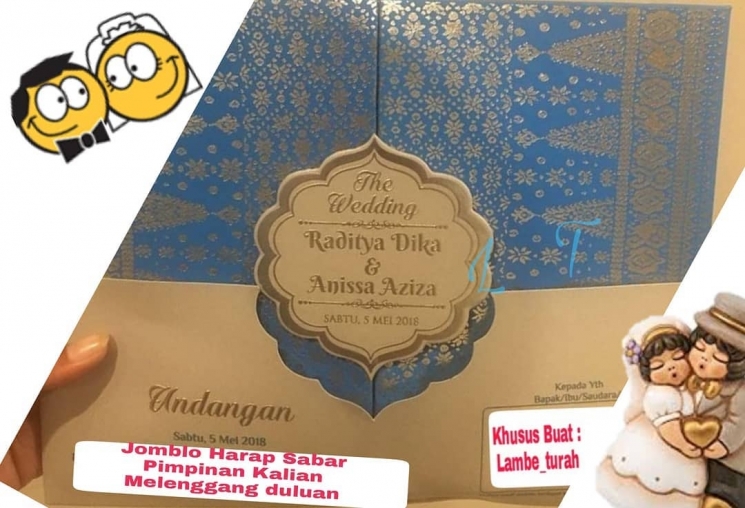 The
Wedding
Raditya Dika
&
Anissa Aziza
SABTU, 5 MEI 2018
L T
Undangan
Sabtu, 5 Mei 2018
Kepada Yth
Bapak/Ibu/Saudara
Jomblo Harap Sabar
Pimpinan Kalian
Melenggang duluan
Khusus Buat :
Lambe_turah